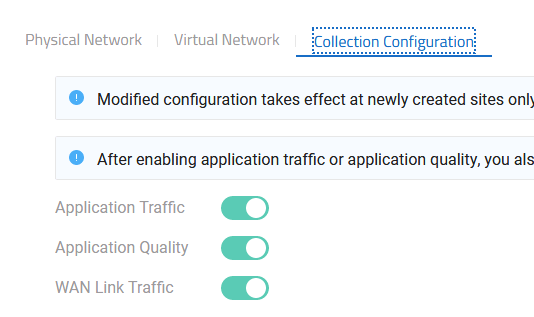 Physical Network
Virtual Network
Collection Configuration
Modified configuration takes effect at newly created sites only
After enabling application traffic or application quality, you als
Application Traffic
Application Quality
WAN Link Traffic